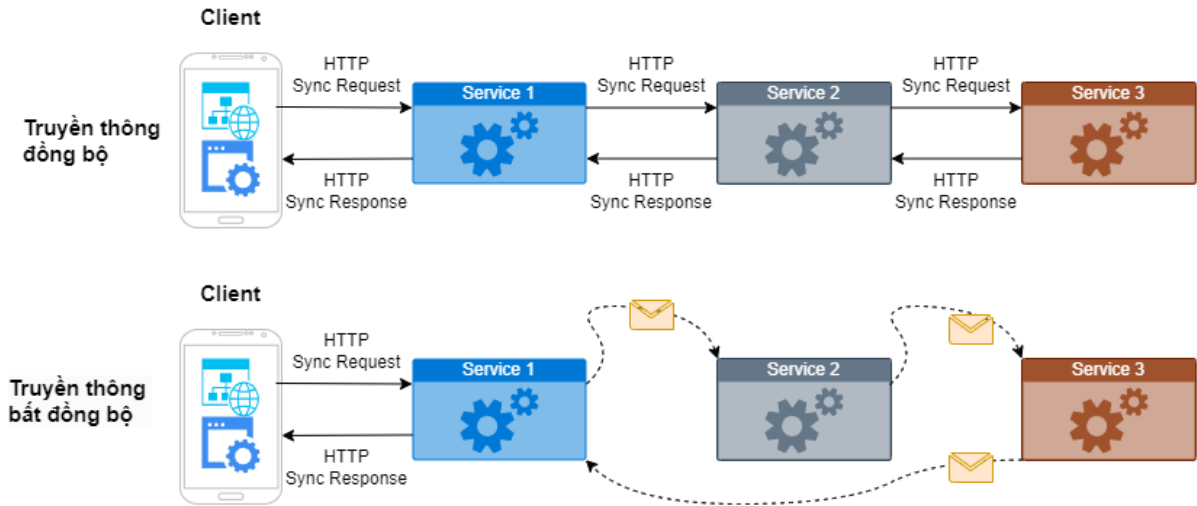 Client
HTTP
Sync Request
HTTP
Sync Request
HTTP
Sync Request
Service 1
Service 2
Service 3
Truyền thông
đồng bộ
HTTP
Sync Response
HTTP
Sync Response
HTTP
Sync Response
Client
HTTP
Sync Request
Service 1
Service 2
Service 3
Truyền thông
bất đồng bộ
HTTP
Sync Response